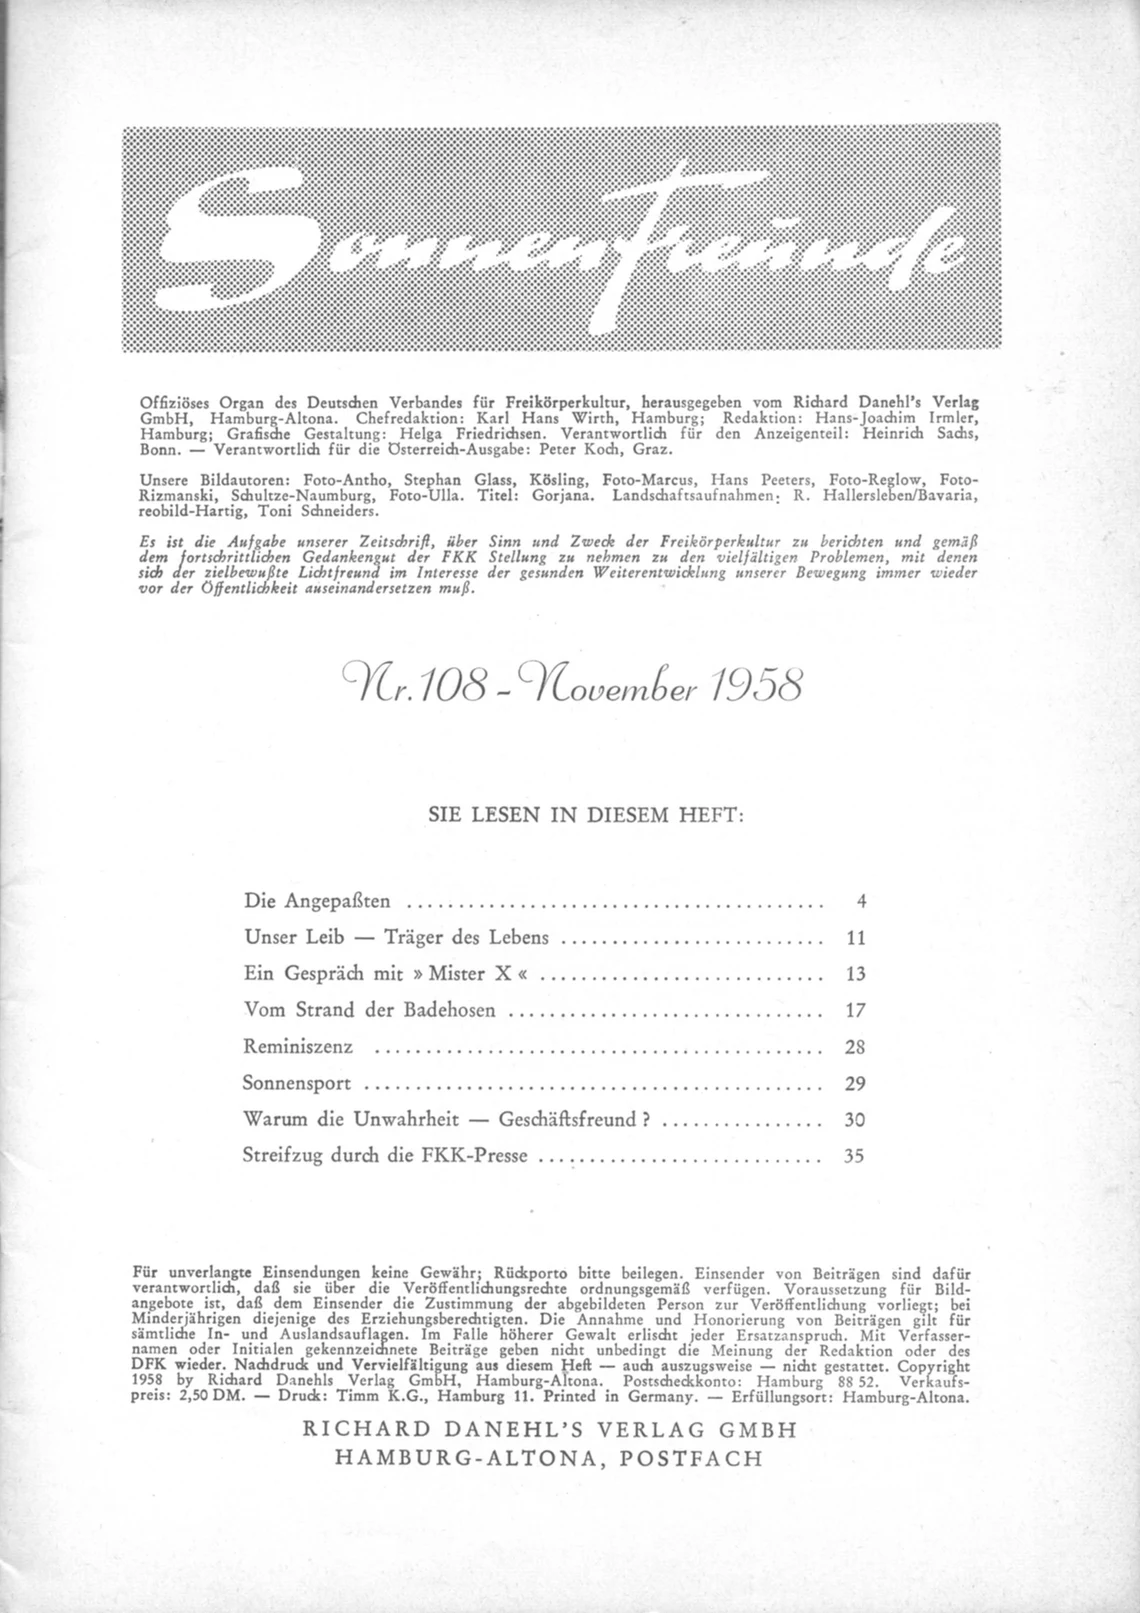 SonnenFreunde
Offiziöses Organ des Deutschen Verbandes für Freikörperkultur, herausgegeben vom Richard Danehl's Verlag
GmbH, Hamburg-Altona. Chefredaktion: Karl Hans Wirth, Hamburg; Redaktion: Hans-Joachim Irmler,
Hamburg; Grafische Gestaltung: Helga Friedrichsen. Verantwortlich für den Anzeigenteil: Heinrich Sachs,
Bonn. — Verantwortlich für die Österreich-Ausgabe: Peter Koch, Graz.
Unsere Bildautoren: Foto-Antho, Stephan Glass, Kösling, Foto-Marcus, Hans Peeters, Foto-Reglow, Foto-
Rizmanski, Schultze-Naumburg, Foto-Ulla. Titel: Gorjana. Landschaftsaufnahmen: R. Hallersleben/Bavaria,
reobild-Hartig, Toni Schneiders.
Es ist die Aufgabe unserer Zeitschrift, über Sinn und Zweck der Freikörperkultur zu berichten und gemäß
dem fortschrittlichen Gedankengut der FKK Stellung zu nehmen zu den vielfältigen Problemen, mit denen
sich der zielbewußte Lichtfreund im Interesse der gesunden Weiterentwicklung unserer Bewegung immer wieder
vor der Öffentlichkeit auseinandersetzen muß.
Nr. 108 - November 1958
SIE LESEN IN DIESEM HEFT:
Die Angepaßten ........................................ 4
Unser Leib — Träger des Lebens .......................... 11
Ein Gespräch mit » Mister X « ............................ 13
Vom Strand der Badehosen ............................... 17
Reminiszenz ............................................ 28
Sonnensport ............................................. 29
Warum die Unwahrheit — Geschäftsfreund ? ................ 30
Streifzug durch die FKK-Presse ............................ 35
Für unverlangte Einsendungen keine Gewähr; Rückporto bitte beilegen. Einsender von Beiträgen sind dafür
verantwortlich, daß sie über die Veröffentlichungsrechte ordnungsgemäß verfügen. Voraussetzung für Bild-
angebote ist, daß dem Einsender die Zustimmung der abgebildeten Person zur Veröffentlichung vorliegt; bei
Minderjährigen diejenige des Erziehungsberechtigten. Die Annahme und Honorierung von Beiträgen gilt für
sämtliche In- und Auslandsauflagen. Im Falle höherer Gewalt erlischt jeder Ersatzanspruch. Mit Verfasser-
namen oder Initialen gekennzeichnete Beiträge geben nicht unbedingt die Meinung der Redaktion oder des
DFK wieder. Nachdruck und Vervielfältigung aus diesem Heft — auch auszugsweise — nicht gestattet. Copyright
1958 by Richard Danehls Verlag GmbH, Hamburg-Altona. Postscheckkonto: Hamburg 88 52. Verkaufs-
preis: 2,50 DM. — Druck: Timm K.G., Hamburg 11. Printed in Germany. — Erfüllungsort: Hamburg-Altona.
RICHARD DANEHL'S VERLAG GMBH
HAMBURG-ALTONA, POSTFACH